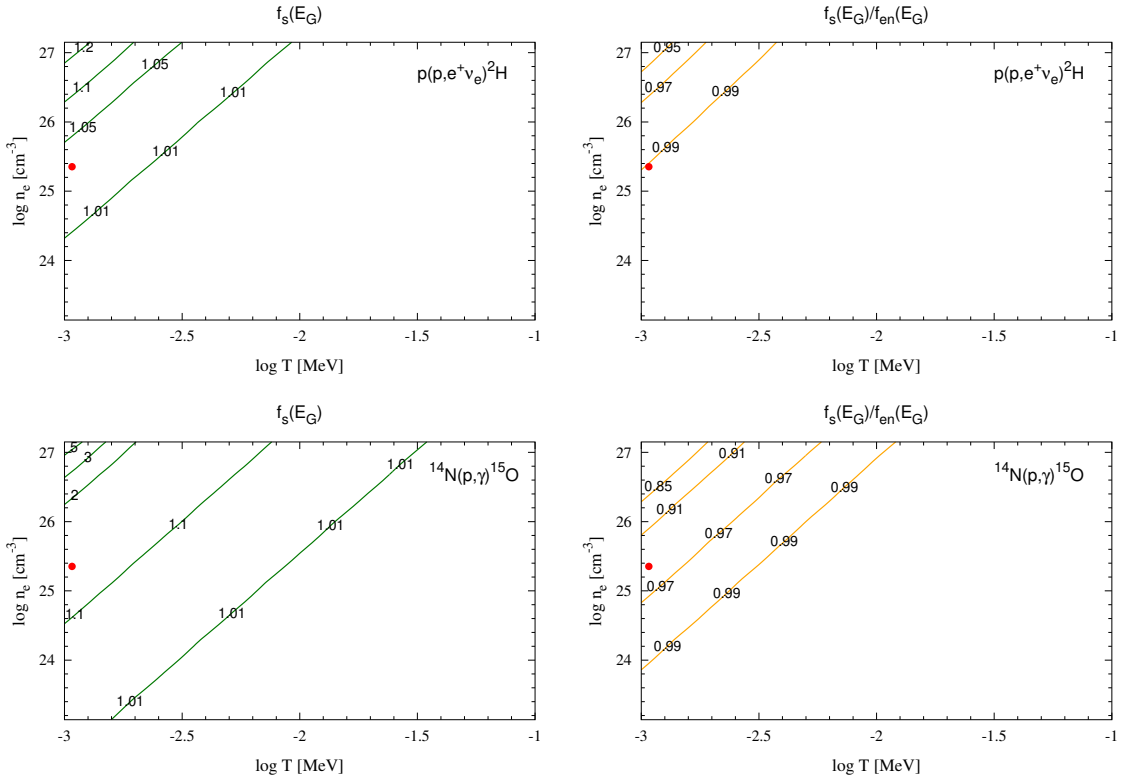 f_s(E_G)
27
26
25
24
log n_e [cm^-3]
1.2
1.1
1.05
1.05
1.01
1.01
1.01
p(p,e^+ν_e)^2H
-3 -2.5 -2 -1.5 -1
log T [MeV]
f_s(E_G)/f_en(E_G)
27
26
25
24
log n_e [cm^-3]
0.95
0.97
0.99
0.99
p(p,e^+ν_e)^2H
-3 -2.5 -2 -1.5 -1
log T [MeV]
f_s(E_G)
27
26
25
24
log n_e [cm^-3]
5
3
2
1.1
1.1
1.01
1.01
1.01
1.01
^14N(p,γ)^15O
-3 -2.5 -2 -1.5 -1
log T [MeV]
f_s(E_G)/f_en(E_G)
27
26
25
24
log n_e [cm^-3]
0.85
0.91
0.91
0.97
0.97
0.97
0.99
0.99
0.99
0.99
^14N(p,γ)^15O
-3 -2.5 -2 -1.5 -1
log T [MeV]